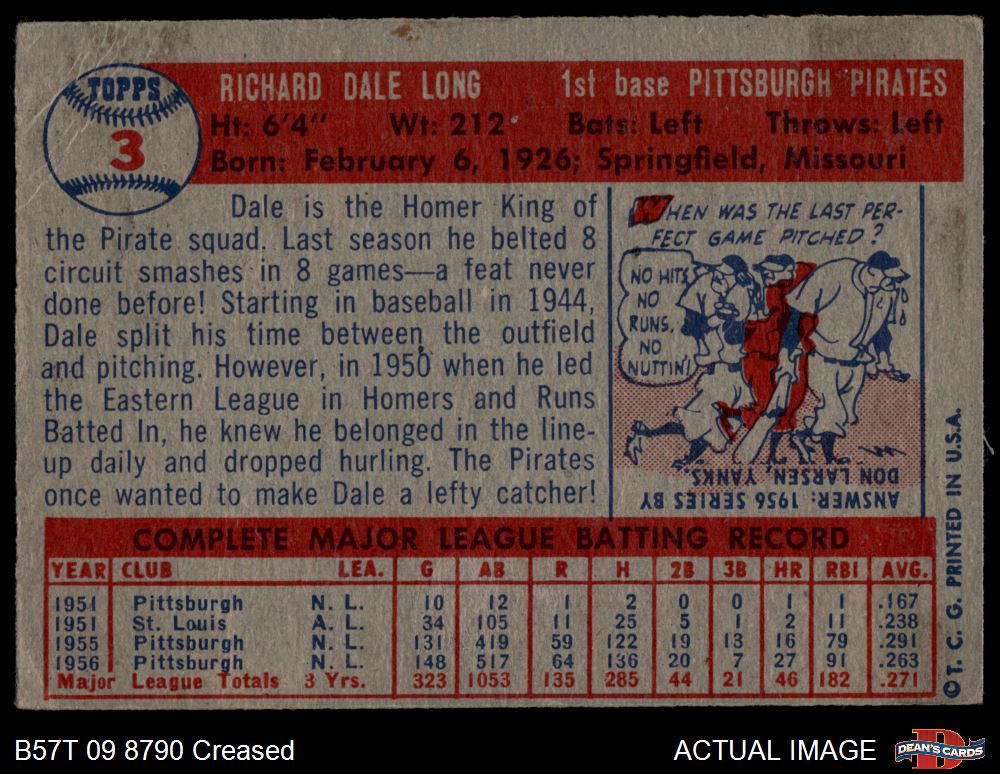 TOPPS
3
RICHARD DALE LONG 1st base PITTSBURGH PIRATES
Ht: 6'4" Wt: 212 Bats: Left Throws: Left
Born: February 6, 1926; Springfield, Missouri
Dale is the Homer King of
the Pirate squad. Last season he belted 8
circuit smashes in 8 games—a feat never
done before! Starting in baseball in 1944,
Dale split his time between the outfield
and pitching. However, in 1950 when he led
the Eastern League in Homers and Runs
Batted In, he knew he belonged in the line-
up daily and dropped hurling. The Pirates
once wanted to make Dale a lefty catcher!
WHEN WAS THE LAST PER-
FECT GAME PITCHED?
NO HITS
NO
RUNS,
NO
NUTTIN!
ANSWER: 1956 SERIES BY
DON LARSEN, YANKS.
COMPLETE MAJOR LEAGUE BATTING RECORD
YEAR CLUB LEA. G AB R H 2B 3B HR RBI AVG.
1951 Pittsburgh N. L. 10 12 1 2 0 0 1 1 .167
1951 St. Louis A. L. 34 105 11 25 5 1 2 11 .238
1955 Pittsburgh N. L. 131 419 59 122 19 13 16 79 .291
1956 Pittsburgh N. L. 148 517 64 136 20 7 27 91 .263
Major League Totals 3 Yrs. 323 1053 135 285 44 21 46 182 .271
© T. C. G. PRINTED IN U.S.A.
B57T 09 8790 Creased
ACTUAL IMAGE
DEAN'S CARDS